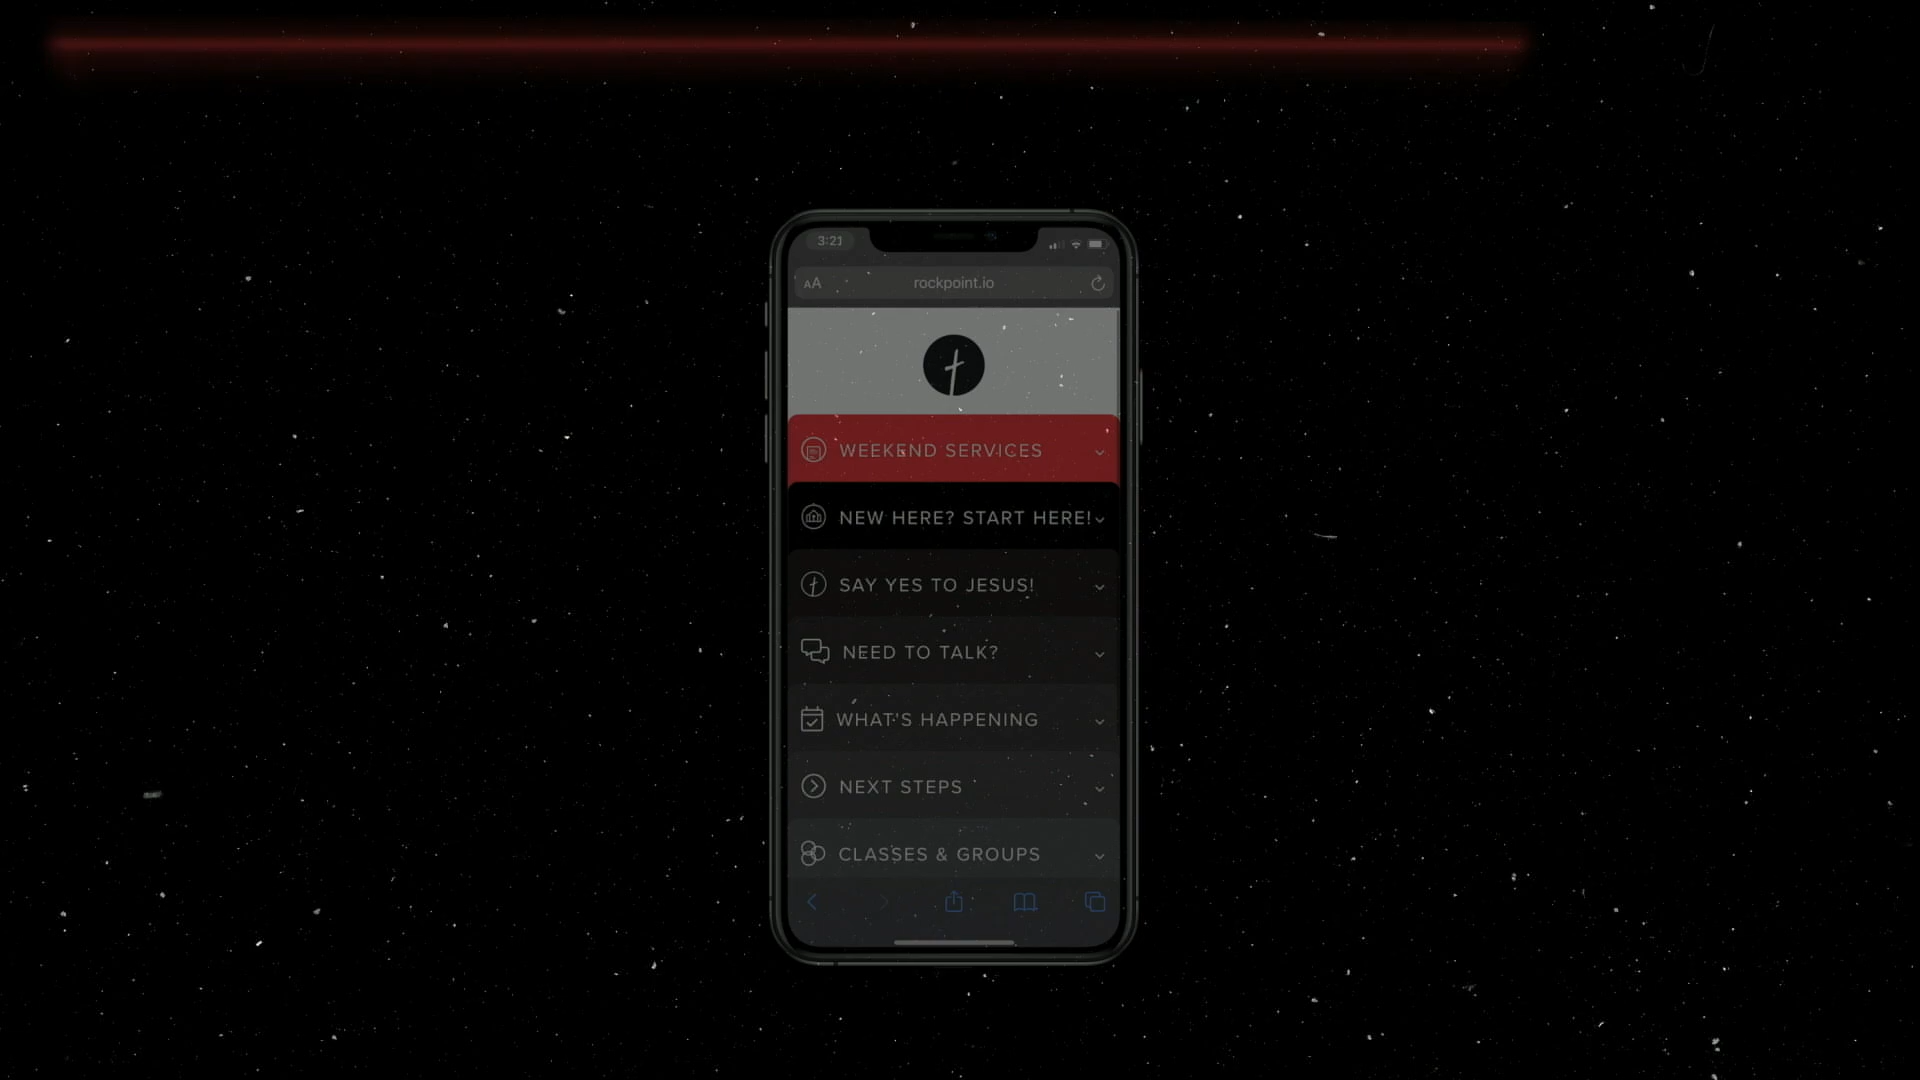 3:21
AA
rockpoint.io
WEEKEND SERVICES
NEW HERE? START HERE!
SAY YES TO JESUS!
NEED TO TALK?
WHAT'S HAPPENING
NEXT STEPS
CLASSES & GROUPS